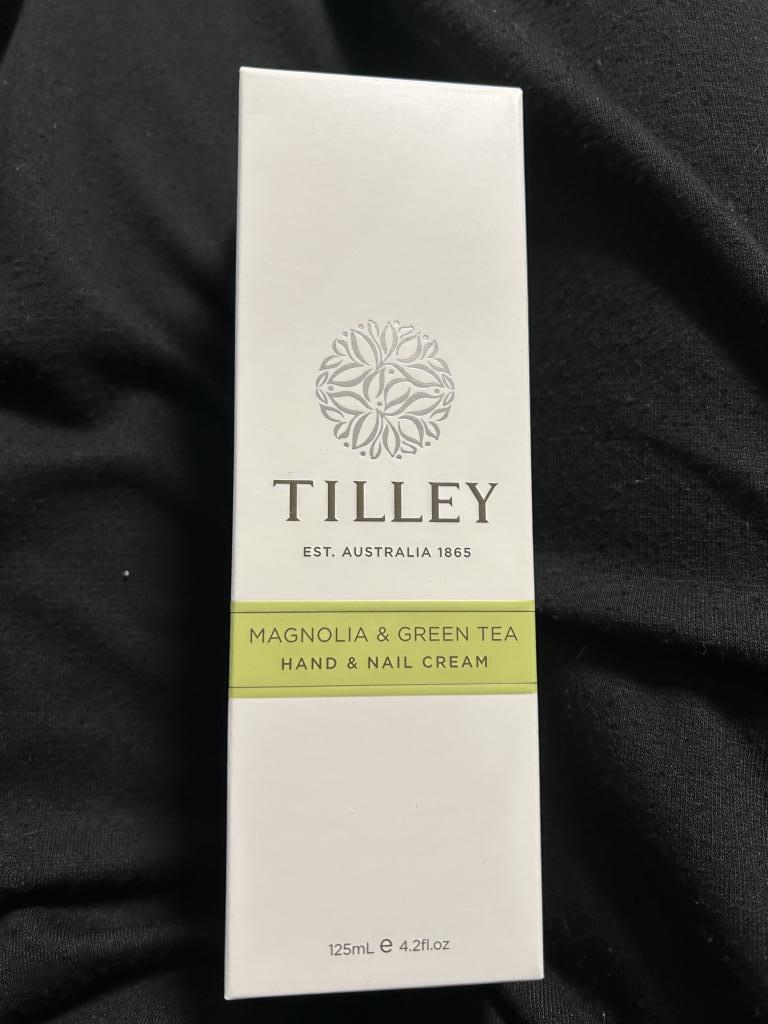 TILLEY
EST. AUSTRALIA 1865
MAGNOLIA & GREEN TEA
HAND & NAIL CREAM
125mL e 4.2fl.oz